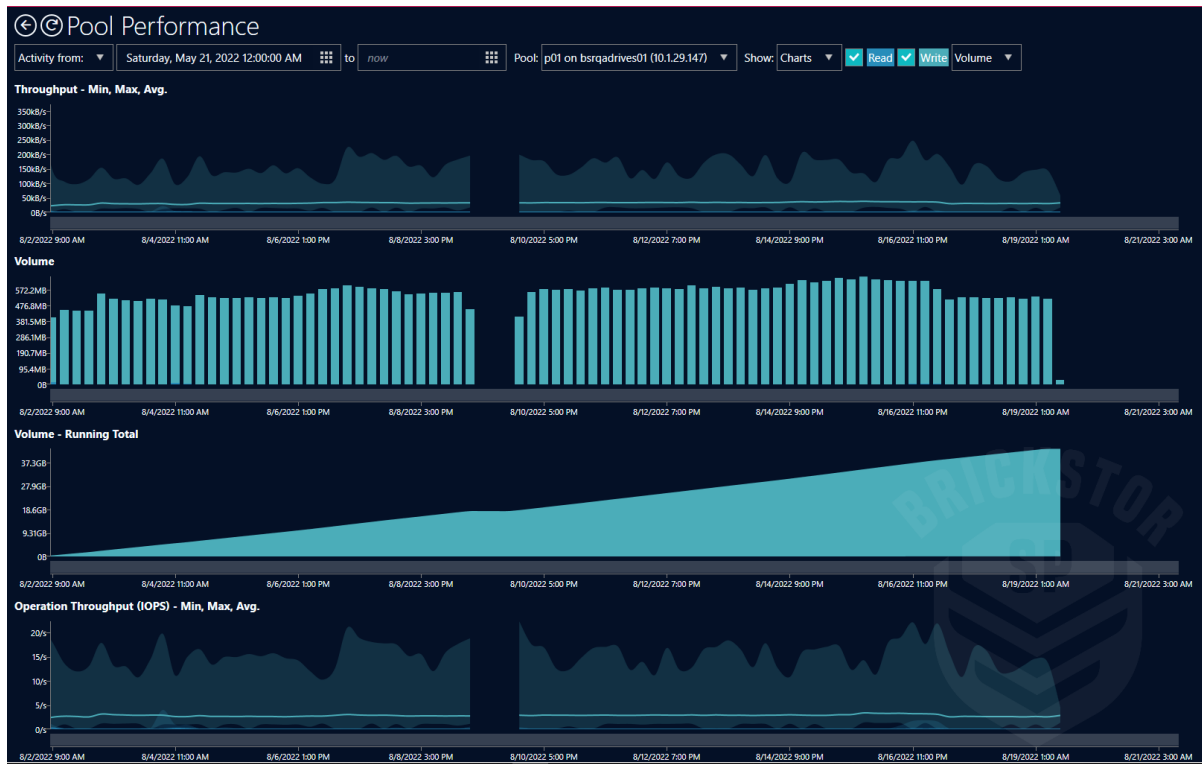 Pool Performance
Activity from: Saturday, May 21, 2022 12:00:00 AM to now Pool: p01 on bsrqadrives01 (10.1.29.147) Show: Charts Read Write Volume
Throughput - Min, Max, Avg.
350kB/s
300kB/s
250kB/s
200kB/s
150kB/s
100kB/s
50kB/s
0B/s
8/2/2022 9:00 AM 8/4/2022 11:00 AM 8/6/2022 1:00 PM 8/8/2022 3:00 PM 8/10/2022 5:00 PM 8/12/2022 7:00 PM 8/14/2022 9:00 PM 8/16/2022 11:00 PM 8/19/2022 1:00 AM 8/21/2022 3:00 AM
Volume
572.2MB
476.8MB
381.5MB
286.1MB
190.7MB
95.4MB
0B
8/2/2022 9:00 AM 8/4/2022 11:00 AM 8/6/2022 1:00 PM 8/8/2022 3:00 PM 8/10/2022 5:00 PM 8/12/2022 7:00 PM 8/14/2022 9:00 PM 8/16/2022 11:00 PM 8/19/2022 1:00 AM 8/21/2022 3:00 AM
Volume - Running Total
37.3GB
27.9GB
18.6GB
9.31GB
0B
8/2/2022 9:00 AM 8/4/2022 11:00 AM 8/6/2022 1:00 PM 8/8/2022 3:00 PM 8/10/2022 5:00 PM 8/12/2022 7:00 PM 8/14/2022 9:00 PM 8/16/2022 11:00 PM 8/19/2022 1:00 AM 8/21/2022 3:00 AM
BRICKSTOR
SP
Operation Throughput (IOPS) - Min, Max, Avg.
20/s
15/s
10/s
5/s
0/s
8/2/2022 9:00 AM 8/4/2022 11:00 AM 8/6/2022 1:00 PM 8/8/2022 3:00 PM 8/10/2022 5:00 PM 8/12/2022 7:00 PM 8/14/2022 9:00 PM 8/16/2022 11:00 PM 8/19/2022 1:00 AM 8/21/2022 3:00 AM